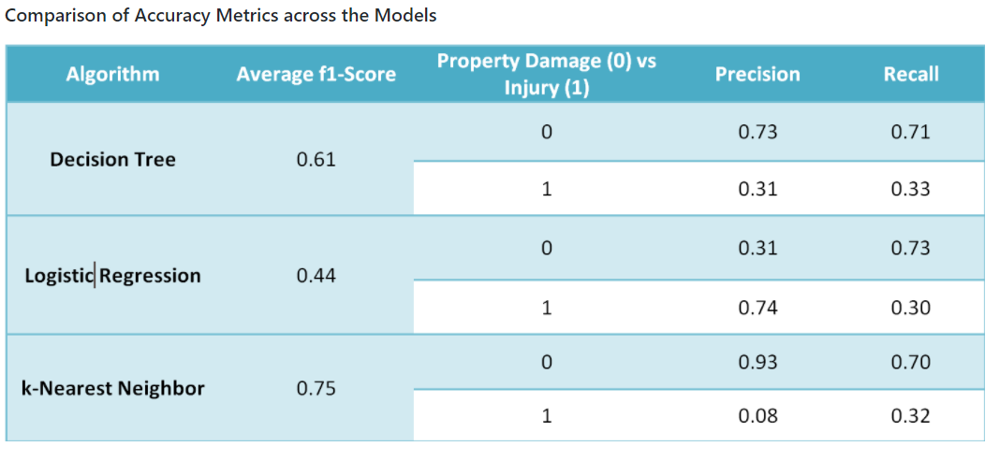 Comparison of Accuracy Metrics across the Models
Algorithm Average f1-Score Property Damage (0) vs Injury (1) Precision Recall
Decision Tree 0.61 0 0.73 0.71
1 0.31 0.33
Logistic Regression 0.44 0 0.31 0.73
1 0.74 0.30
k-Nearest Neighbor 0.75 0 0.93 0.70
1 0.08 0.32